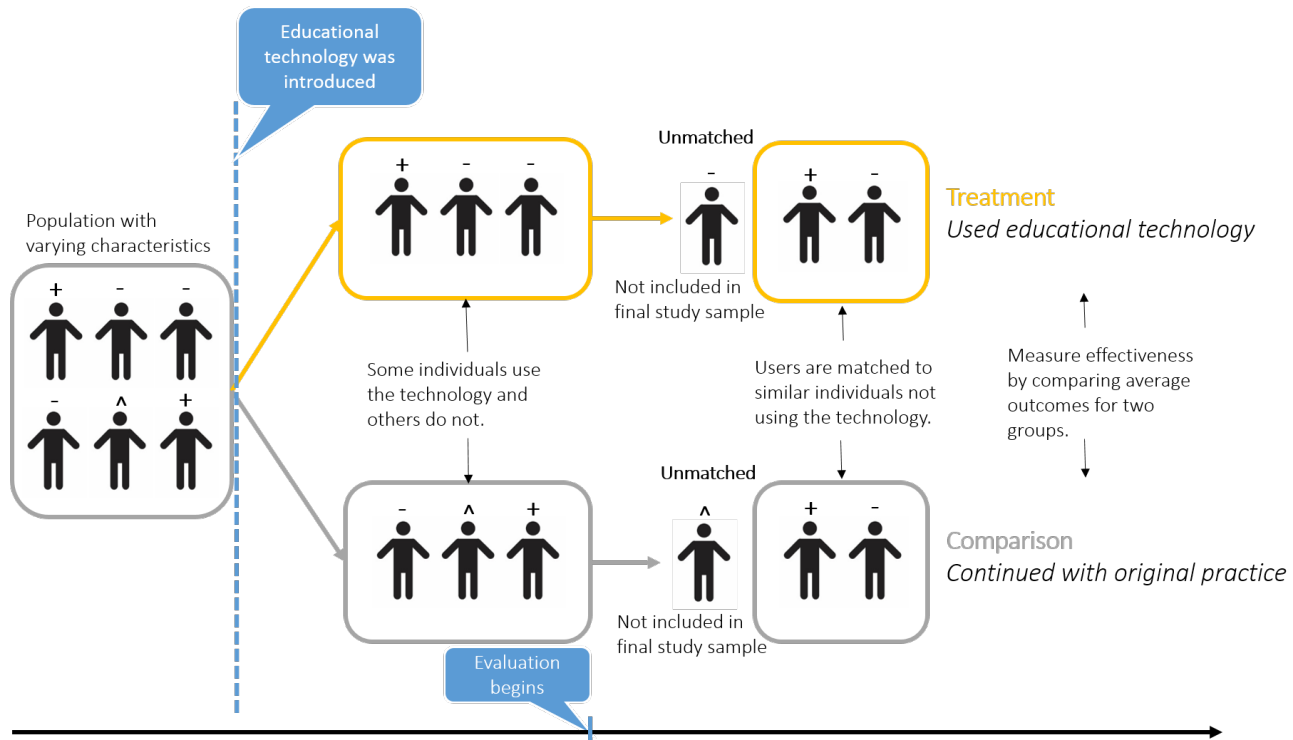 Educational
technology was
introduced
Population with
varying characteristics
+ - -
- ^ +
+ - -
Unmatched
-
Not included in
final study sample
+ -
Treatment
Used educational technology
Some individuals use
the technology and
others do not.
Users are matched to
similar individuals not
using the technology.
Measure effectiveness
by comparing average
outcomes for two
groups.
- ^ +
Unmatched
^
Not included in
final study sample
+ -
Comparison
Continued with original practice
Evaluation
begins